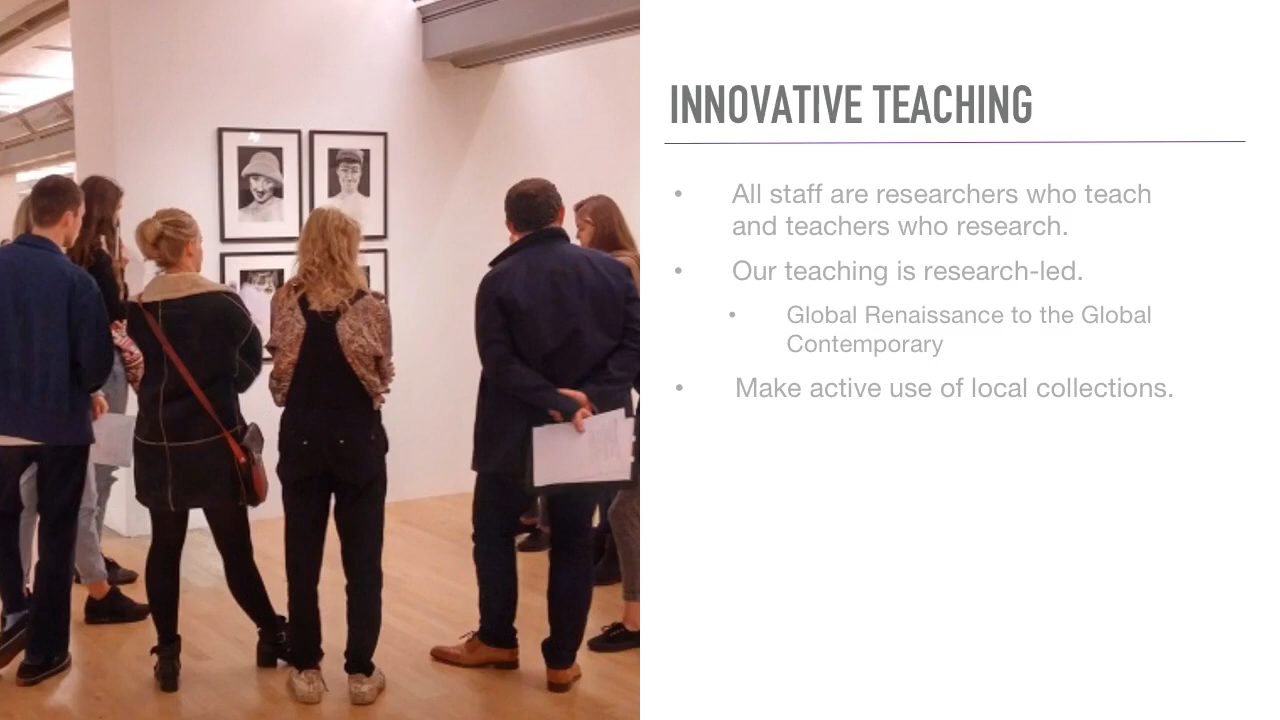 INNOVATIVE TEACHING
• All staff are researchers who teach
and teachers who research.
• Our teaching is research-led.
• Global Renaissance to the Global
Contemporary
• Make active use of local collections.